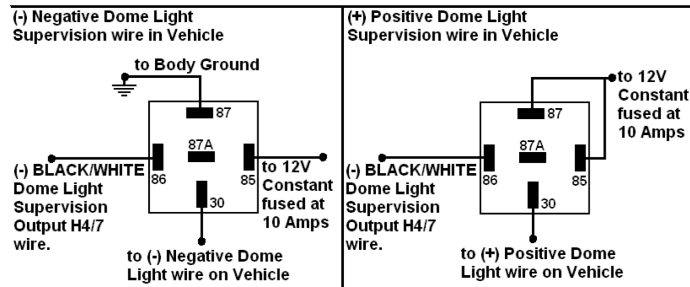 (-) Negative Dome Light
Supervision wire in Vehicle
to Body Ground
87
87A
86
85
30
(-) BLACK/WHITE
Dome Light
Supervision
Output H4/7
wire.
to 12V
Constant
fused at
10 Amps
to (-) Negative Dome
Light wire on Vehicle
(+) Positive Dome Light
Supervision wire in Vehicle
to 12V
Constant
fused at
10 Amps
87
87A
86
85
30
(-) BLACK/WHITE
Dome Light
Supervision
Output H4/7
wire.
to (+) Positive Dome
Light wire on Vehicle